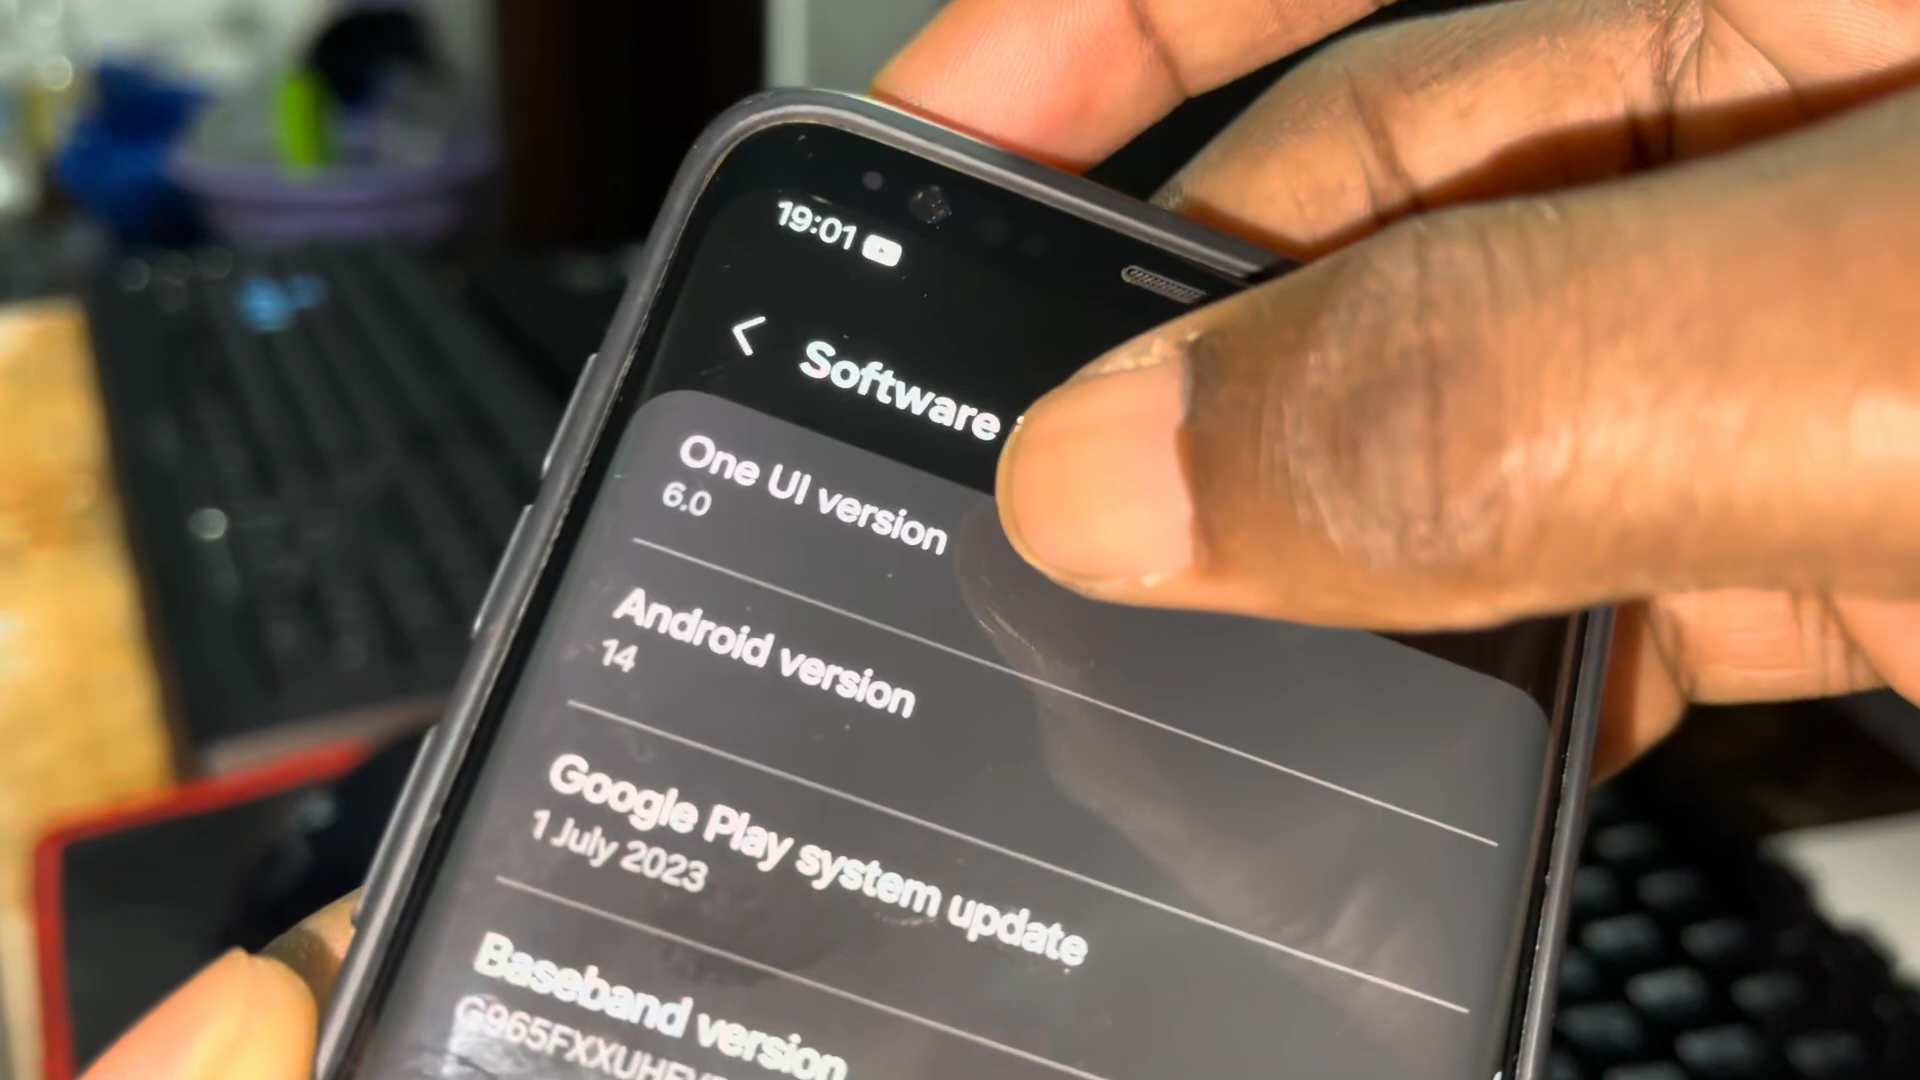 19:01
Software
One UI version
6.0
Android version
14
Google Play system update
1 July 2023
Baseband version